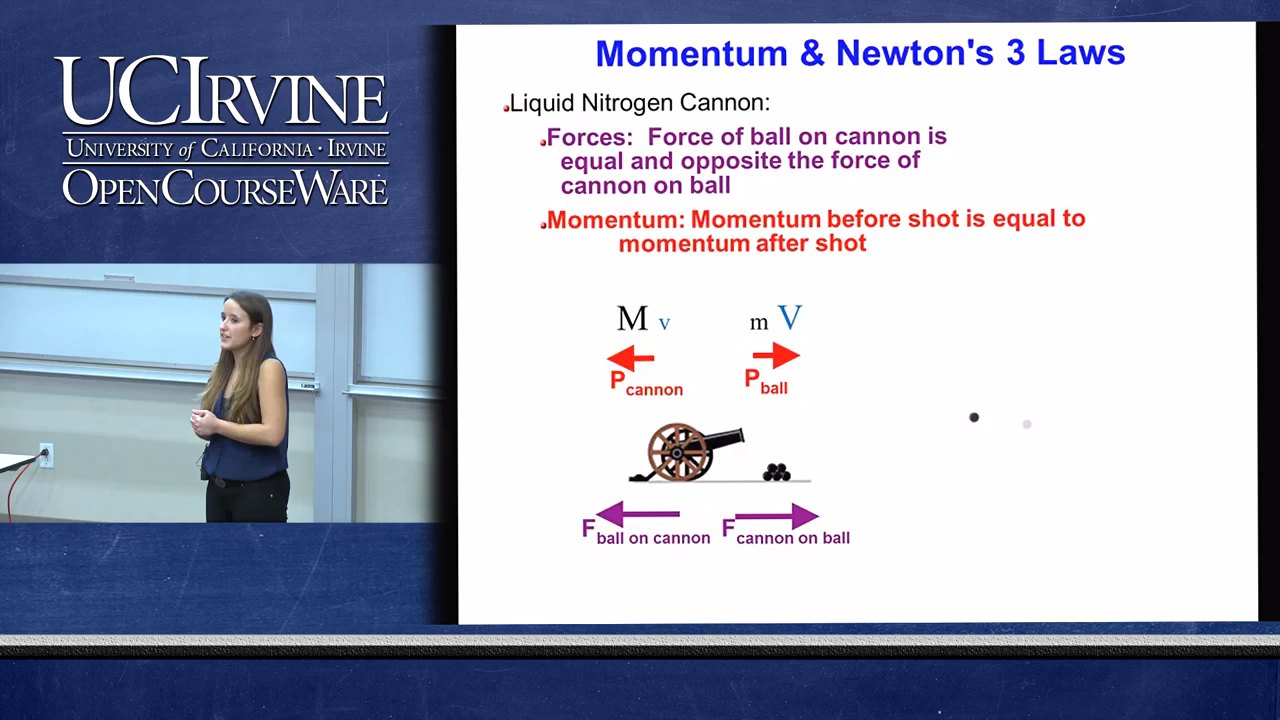 UCIRVINE
UNIVERSITY of CALIFORNIA · IRVINE
OPENCOURSEWARE
Momentum & Newton's 3 Laws
Liquid Nitrogen Cannon:
Forces: Force of ball on cannon is
equal and opposite the force of
cannon on ball
Momentum: Momentum before shot is equal to
momentum after shot
M v m V
P cannon P ball
F ball on cannon F cannon on ball